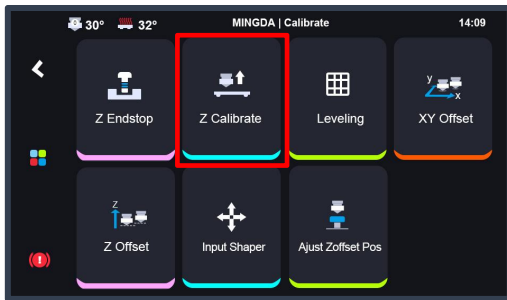 30° 32° MINGDA | Calibrate 14:09
Z Endstop Z Calibrate Leveling y x XY Offset
z Z Offset Input Shaper Ajust Zoffset Pos